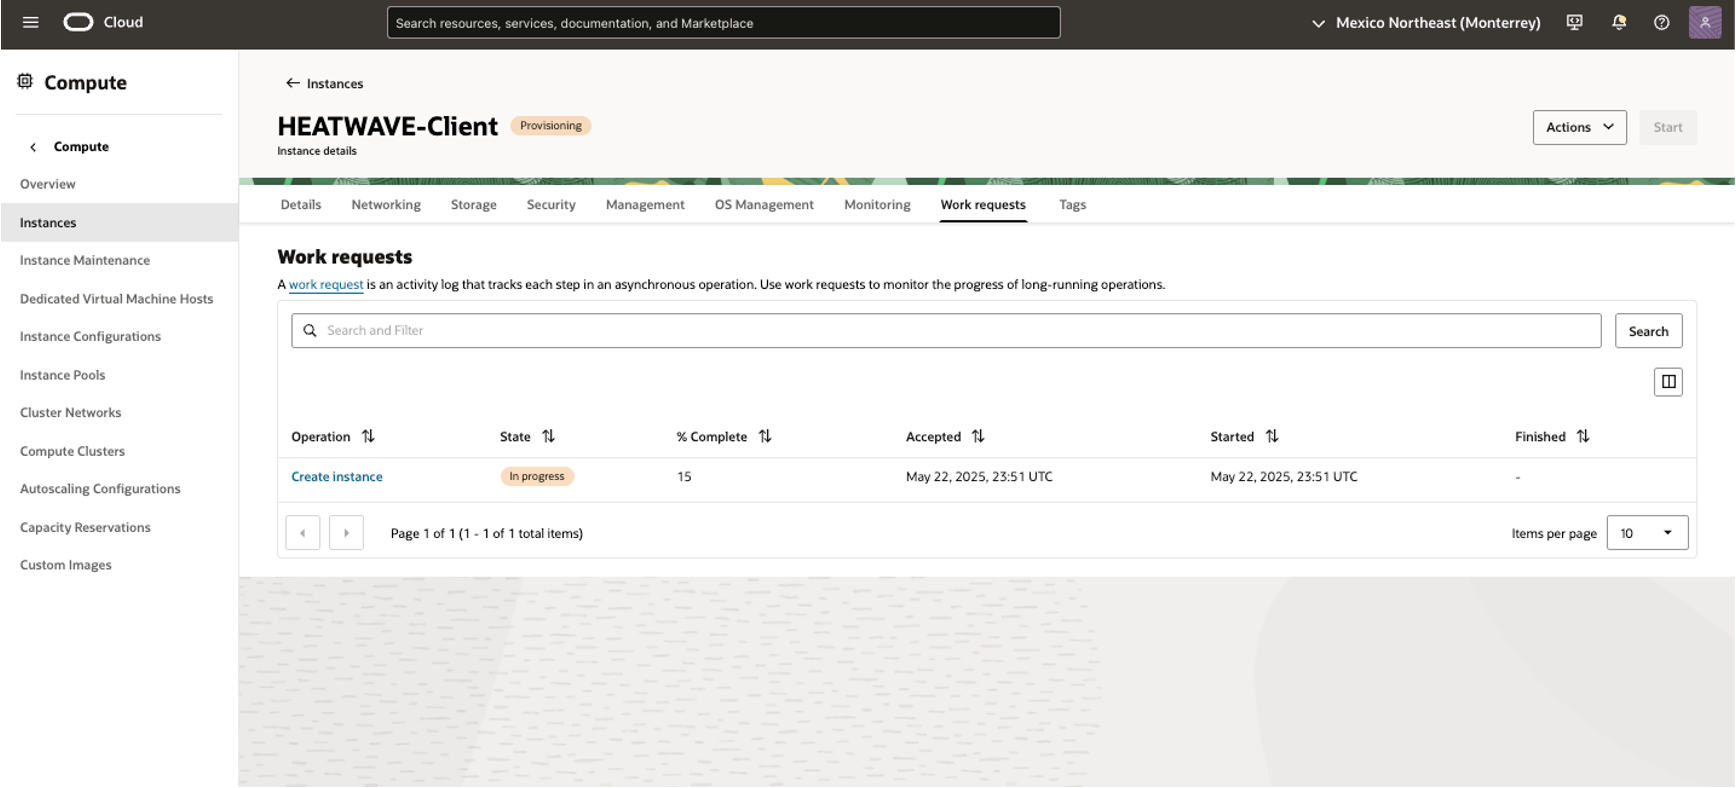 Cloud
Search resources, services, documentation, and Marketplace
Mexico Northeast (Monterrey)
Compute
Compute
Overview
Instances
Instance Maintenance
Dedicated Virtual Machine Hosts
Instance Configurations
Instance Pools
Cluster Networks
Compute Clusters
Autoscaling Configurations
Capacity Reservations
Custom Images
Instances
HEATWAVE-Client Provisioning
Instance details
Actions Start
Details Networking Storage Security Management OS Management Monitoring Work requests Tags
Work requests
A work request is an activity log that tracks each step in an asynchronous operation. Use work requests to monitor the progress of long-running operations.
Search and Filter Search
Operation State % Complete Accepted Started Finished
Create instance In progress 15 May 22, 2025, 23:51 UTC May 22, 2025, 23:51 UTC -
Page 1 of 1 (1 - 1 of 1 total items) Items per page 10